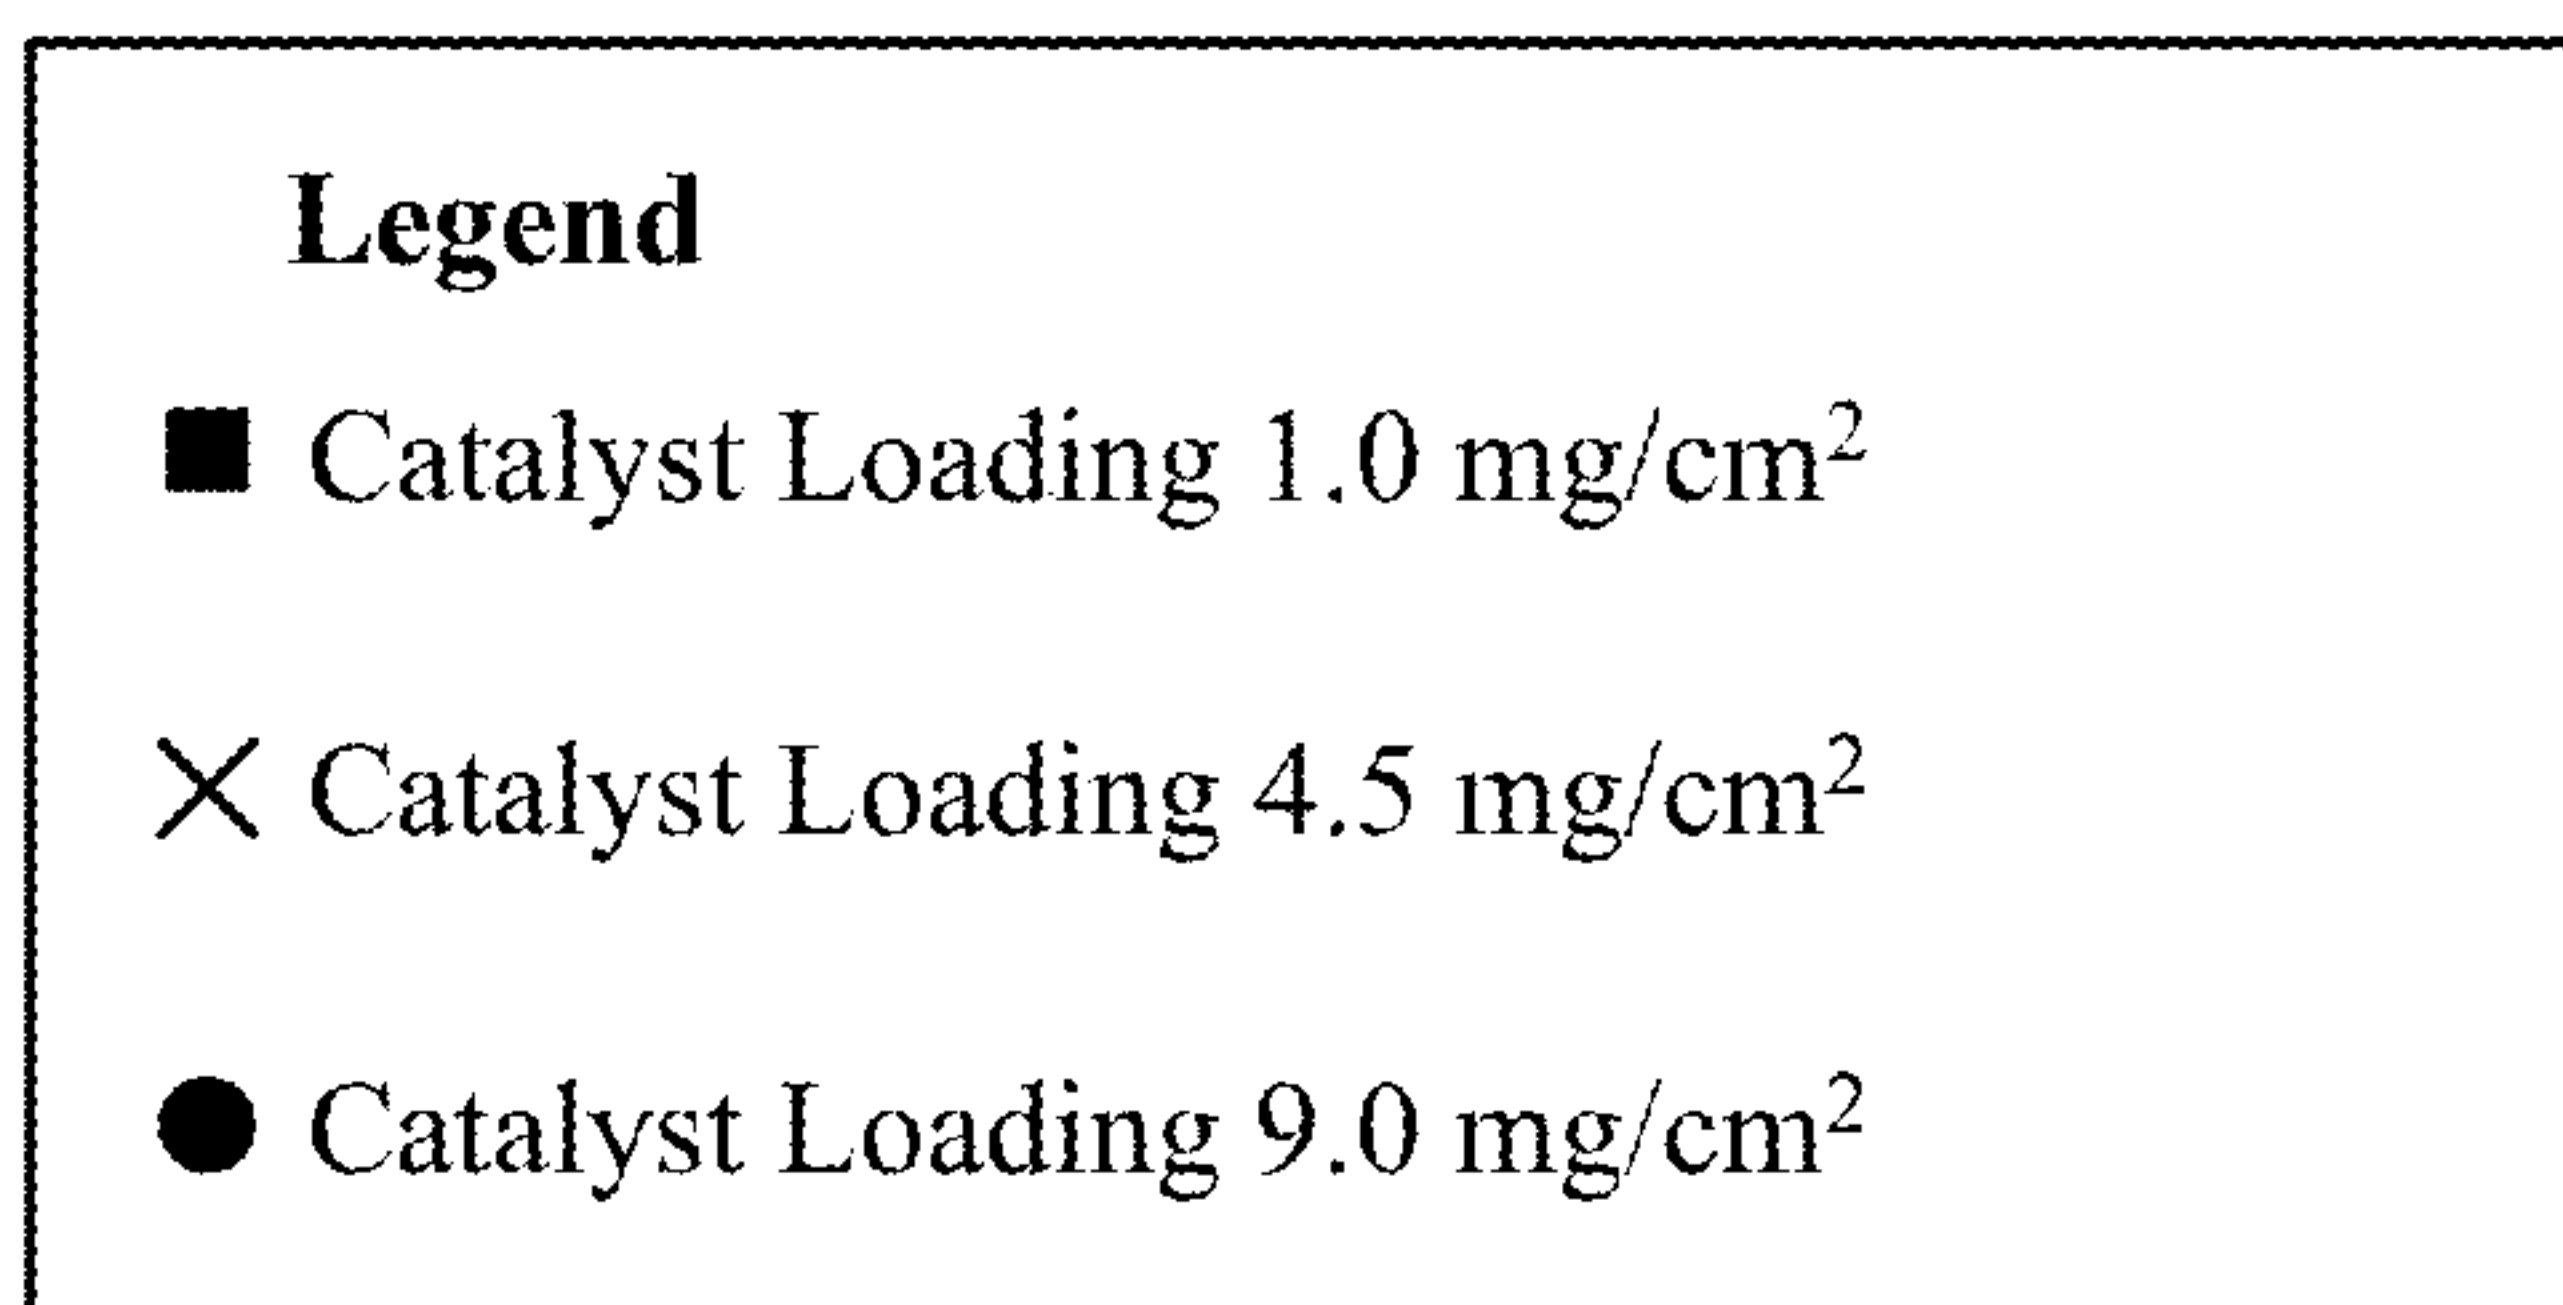 Legend
Catalyst Loading 1.0 mg/cm²
Catalyst Loading 4.5 mg/cm²
Catalyst Loading 9.0 mg/cm²